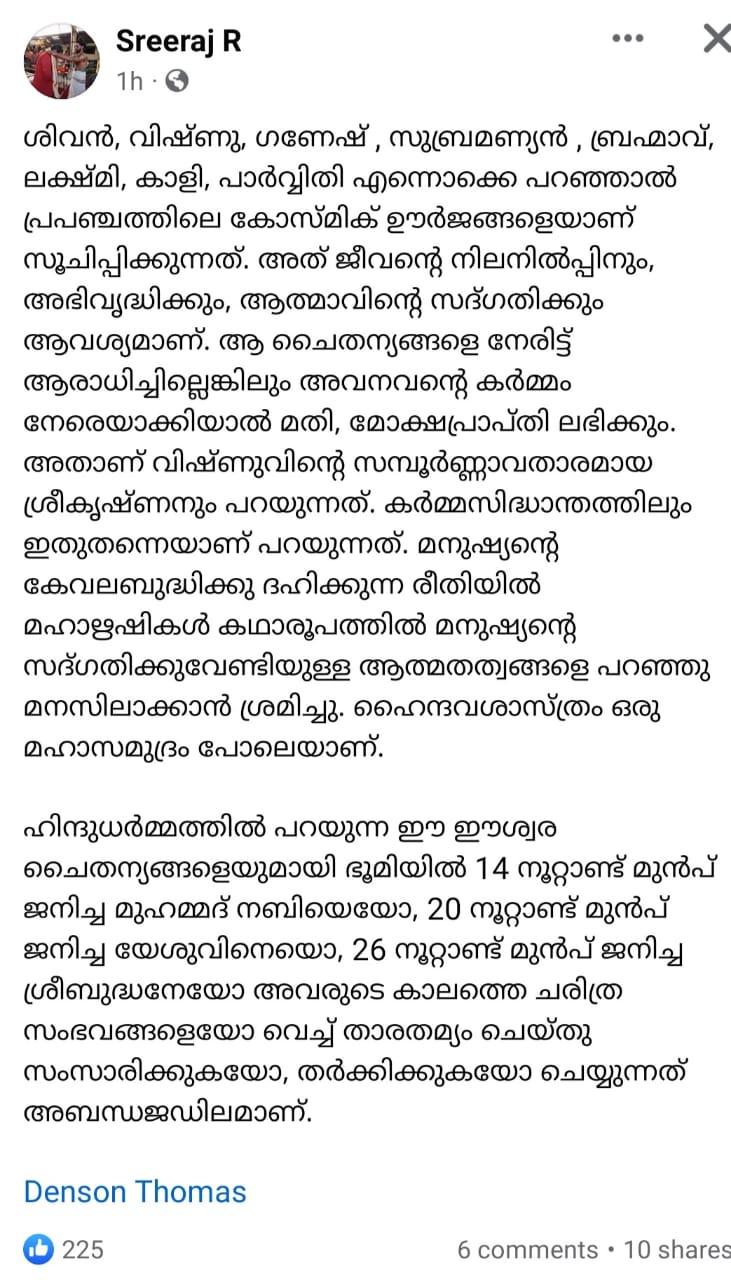 Sreeraj R
1h ·
ശിവൻ, വിഷ്ണു, ഗണേഷ് , സുബ്രമണ്യൻ , ബ്രഹ്മാവ്,
ലക്ഷ്മി, കാളി, പാർവ്വിതി എന്നൊക്കെ പറഞ്ഞാൽ
പ്രപഞ്ചത്തിലെ കോസ്മിക് ഊർജങ്ങളെയാണ്
സൂചിപ്പിക്കുന്നത്. അത് ജീവന്റെ നിലനിൽപ്പിനും,
അഭിവൃദ്ധിക്കും, ആത്മാവിന്റെ സദ്ഗതിക്കും
ആവശ്യമാണ്. ആ ചൈതന്യങ്ങളെ നേരിട്ട്
ആരാധിച്ചില്ലെങ്കിലും അവനവന്റെ കർമ്മം
നേരെയാക്കിയാൽ മതി, മോക്ഷപ്രാപ്തി ലഭിക്കും.
അതാണ് വിഷ്ണുവിന്റെ സമ്പൂർണ്ണാവതാരമായ
ശ്രീകൃഷ്ണനും പറയുന്നത്. കർമ്മസിദ്ധാന്തത്തിലും
ഇതുതന്നെയാണ് പറയുന്നത്. മനുഷ്യന്റെ
കേവലബുദ്ധിക്കു ദഹിക്കുന്ന രീതിയിൽ
മഹാഋഷികൾ കഥാരൂപത്തിൽ മനുഷ്യന്റെ
സദ്ഗതിക്കുവേണ്ടിയുള്ള ആത്മതത്വങ്ങളെ പറഞ്ഞു
മനസിലാക്കാൻ ശ്രമിച്ചു. ഹൈന്ദവശാസ്ത്രം ഒരു
മഹാസമുദ്രം പോലെയാണ്.
ഹിന്ദുധർമ്മത്തിൽ പറയുന്ന ഈ ഈശ്വര
ചൈതന്യങ്ങളെയുമായി ഭൂമിയിൽ 14 നൂറ്റാണ്ട് മുൻപ്
ജനിച്ച മുഹമ്മദ് നബിയെയോ, 20 നൂറ്റാണ്ട് മുൻപ്
ജനിച്ച യേശുവിനെയൊ, 26 നൂറ്റാണ്ട് മുൻപ് ജനിച്ച
ശ്രീബുദ്ധനേയോ അവരുടെ കാലത്തെ ചരിത്ര
സംഭവങ്ങളെയോ വെച്ച് താരതമ്യം ചെയ്തു
സംസാരിക്കുകയോ, തർക്കിക്കുകയോ ചെയ്യുന്നത്
അബന്ധജഡിലമാണ്.
Denson Thomas
225 6 comments • 10 shares